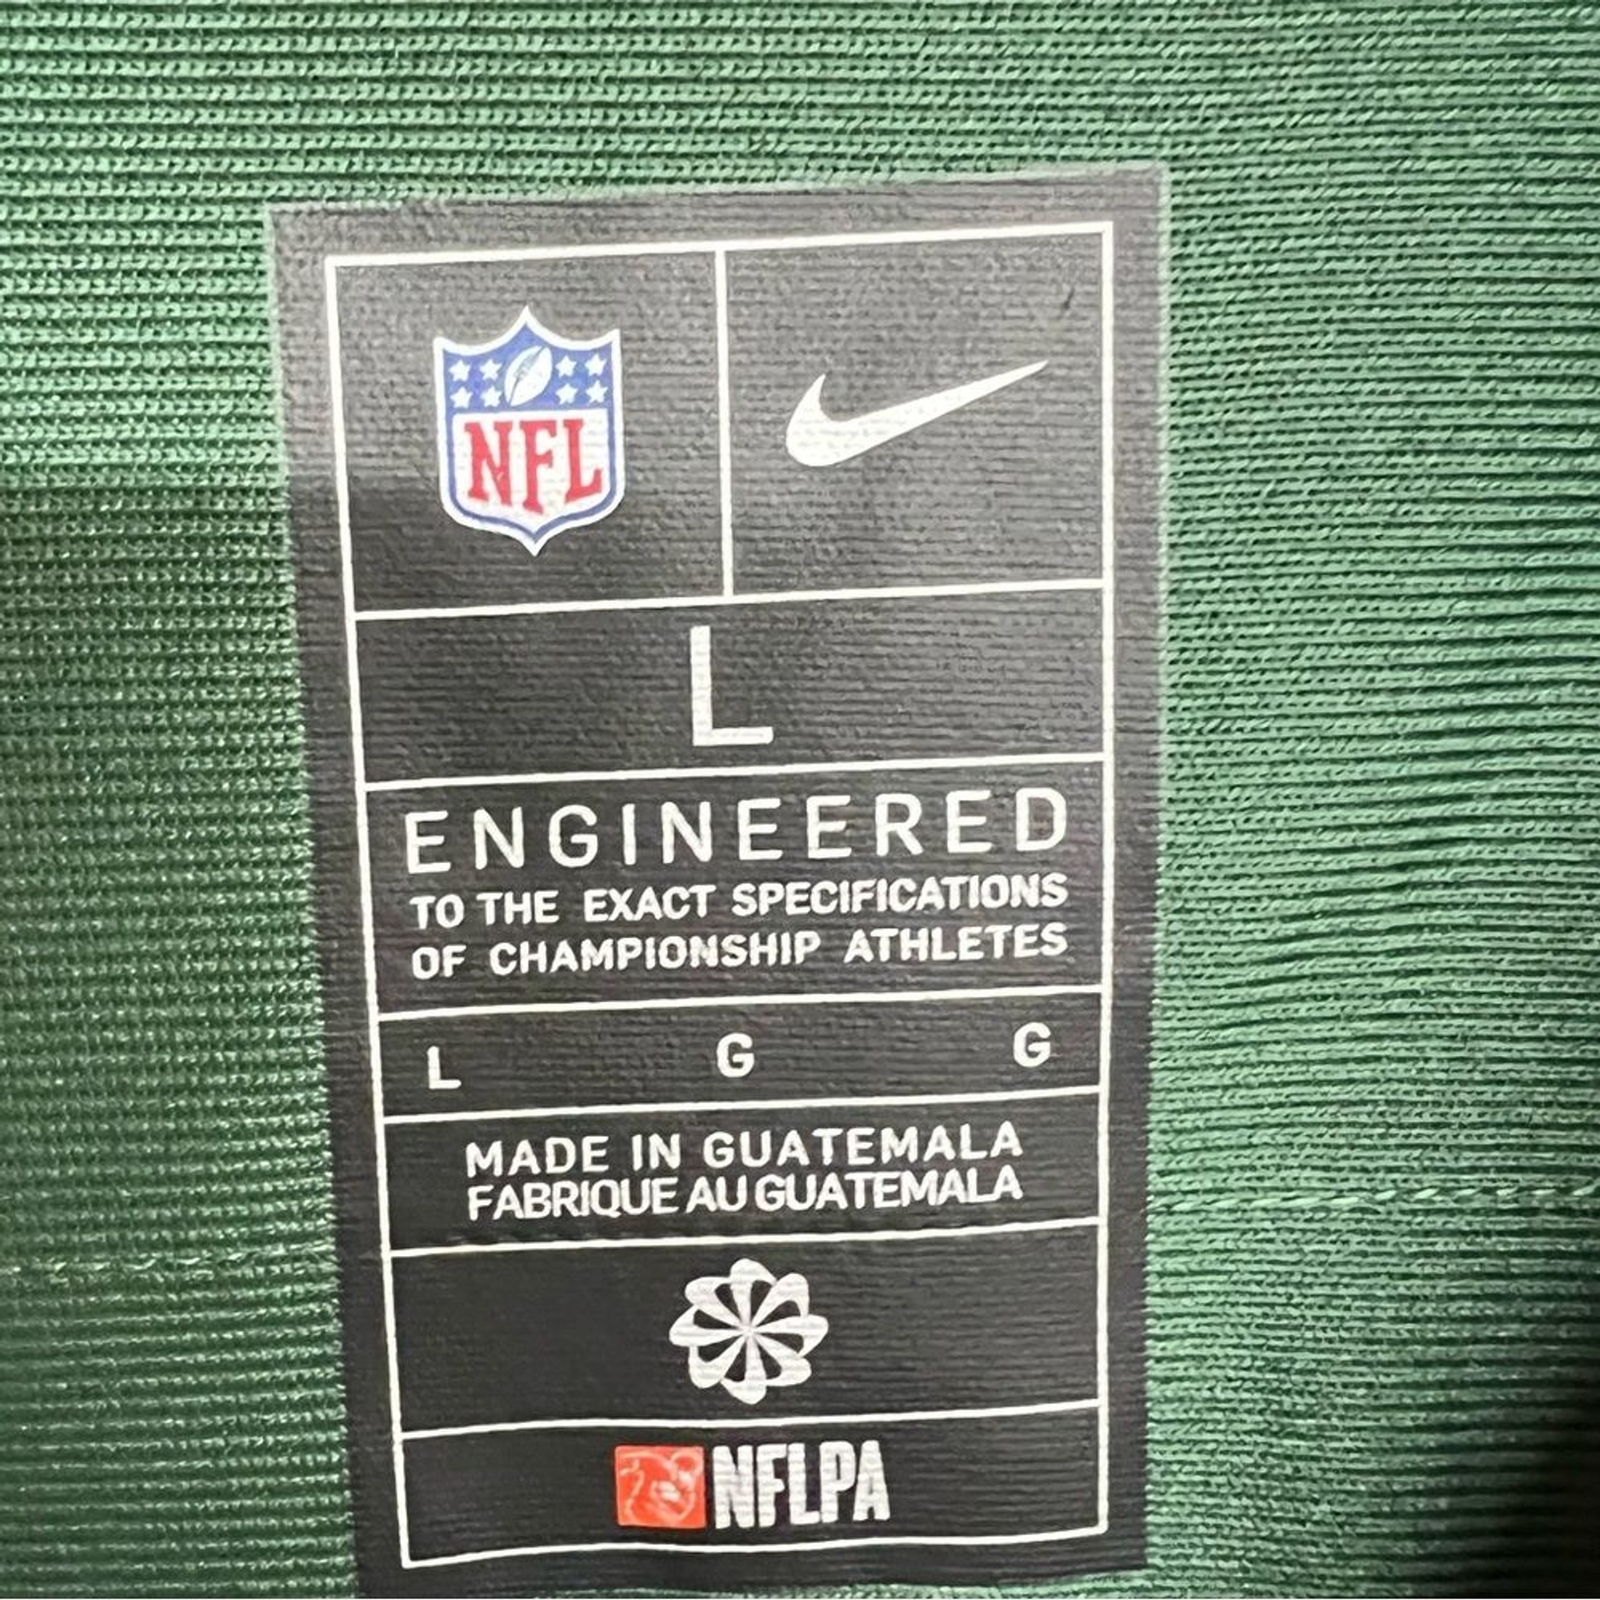 NFL
L
ENGINEERED
TO THE EXACT SPECIFICATIONS
OF CHAMPIONSHIP ATHLETES
L G G
MADE IN GUATEMALA
FABRIQUE AU GUATEMALA
NFLPA